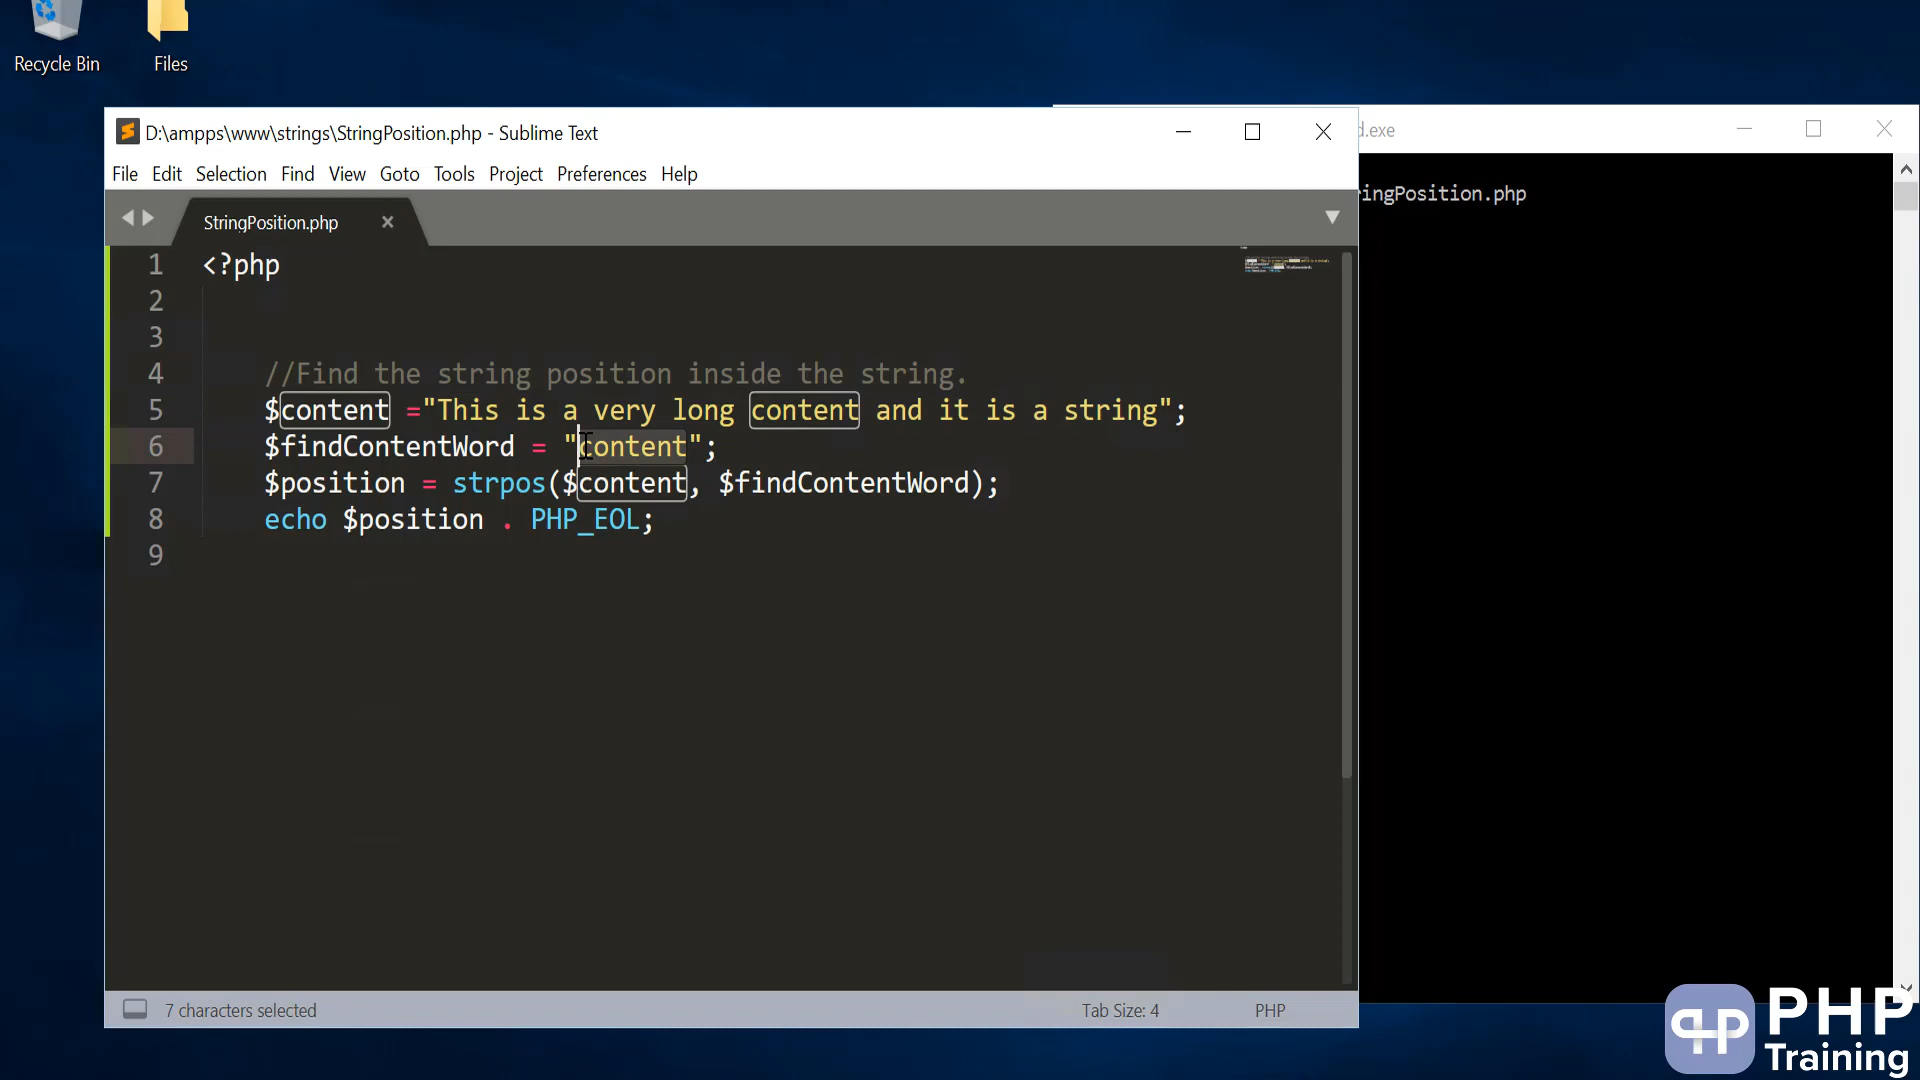 Recycle Bin
Files
D:\ampps\www\strings\StringPosition.php - Sublime Text
d.exe
File Edit Selection Find View Goto Tools Project Preferences Help
ringPosition.php
StringPosition.php ×
1 <?php
2
3
4 //Find the string position inside the string.
5 $content ="This is a very long content and it is a string";
6 $findContentWord = "content";
7 $position = strpos($content, $findContentWord);
8 echo $position . PHP_EOL;
9
7 characters selected
Tab Size: 4
PHP
PHP
Training